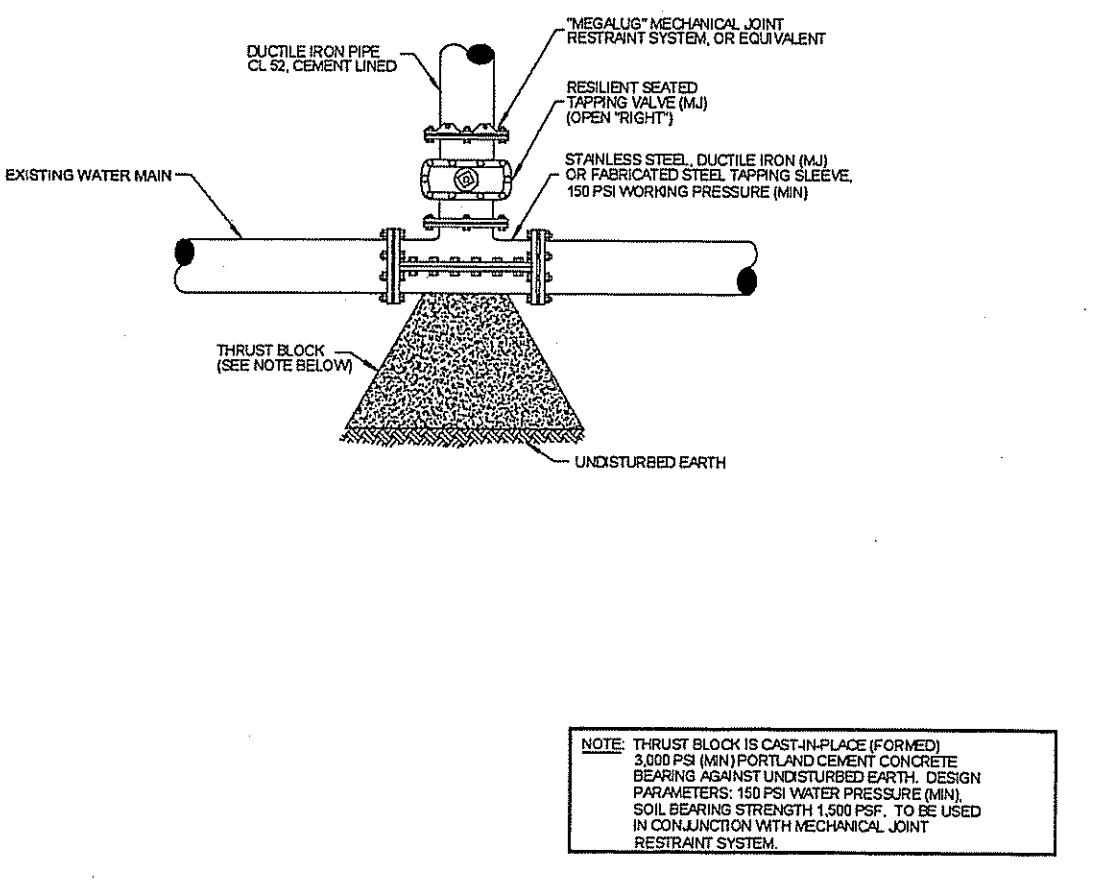 "MEGALUG" MECHANICAL JOINT
RESTRAINT SYSTEM, OR EQUIVALENT
DUCTILE IRON PIPE
CL 52, CEMENT LINED
RESILIENT SEATED
TAPPING VALVE (MJ)
(OPEN "RIGHT")
STAINLESS STEEL, DUCTILE IRON (MJ)
OR FABRICATED STEEL TAPPING SLEEVE,
150 PSI WORKING PRESSURE (MIN)
EXISTING WATER MAIN
THRUST BLOCK
(SEE NOTE BELOW)
UNDISTURBED EARTH
NOTE: THRUST BLOCK IS CAST-IN-PLACE (FORMED)
3,000 PSI (MIN) PORTLAND CEMENT CONCRETE
BEARING AGAINST UNDISTURBED EARTH. DESIGN
PARAMETERS: 150 PSI WATER PRESSURE (MIN),
SOIL BEARING STRENGTH 1,500 PSF. TO BE USED
IN CONJUNCTION WITH MECHANICAL JOINT
RESTRAINT SYSTEM.